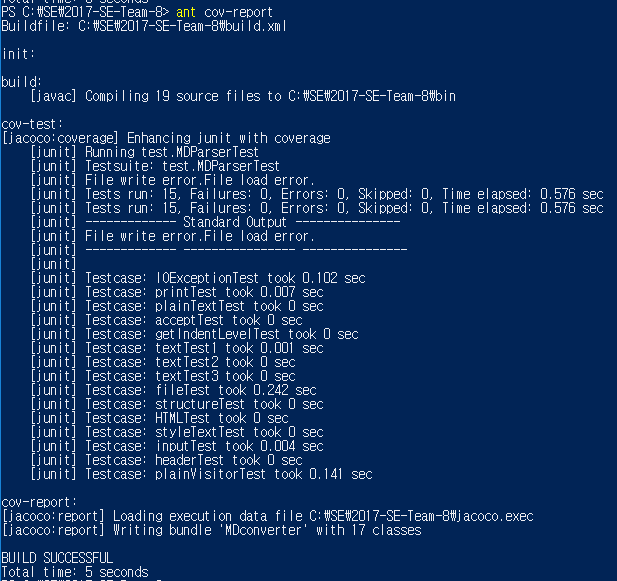 Total time: 6 seconds
PS C:₩SE₩2017-SE-Team-8> ant cov-report
Buildfile: C:₩SE₩2017-SE-Team-8₩build.xml
init:
build:
[javac] Compiling 19 source files to C:₩SE₩2017-SE-Team-8₩bin
cov-test:
[jacoco:coverage] Enhancing junit with coverage
[junit] Running test.MDParserTest
[junit] Testsuite: test.MDParserTest
[junit] File write error.File load error.
[junit] Tests run: 15, Failures: 0, Errors: 0, Skipped: 0, Time elapsed: 0.576 sec
[junit] Tests run: 15, Failures: 0, Errors: 0, Skipped: 0, Time elapsed: 0.576 sec
[junit] ------------- Standard Output ---------------
[junit] File write error.File load error.
[junit] ------------- ---------------- ---------------
[junit]
[junit] Testcase: IOExceptionTest took 0.102 sec
[junit] Testcase: printTest took 0.007 sec
[junit] Testcase: plainTextTest took 0 sec
[junit] Testcase: acceptTest took 0 sec
[junit] Testcase: getIndentLevelTest took 0 sec
[junit] Testcase: textTest1 took 0.001 sec
[junit] Testcase: textTest2 took 0 sec
[junit] Testcase: textTest3 took 0 sec
[junit] Testcase: fileTest took 0.242 sec
[junit] Testcase: structureTest took 0 sec
[junit] Testcase: HTMLTest took 0 sec
[junit] Testcase: styleTextTest took 0 sec
[junit] Testcase: inputTest took 0.004 sec
[junit] Testcase: headerTest took 0 sec
[junit] Testcase: plainVisitorTest took 0.141 sec
cov-report:
[jacoco:report] Loading execution data file C:₩SE₩2017-SE-Team-8₩jacoco.exec
[jacoco:report] Writing bundle 'MDconverter' with 17 classes
BUILD SUCCESSFUL
Total time: 5 seconds